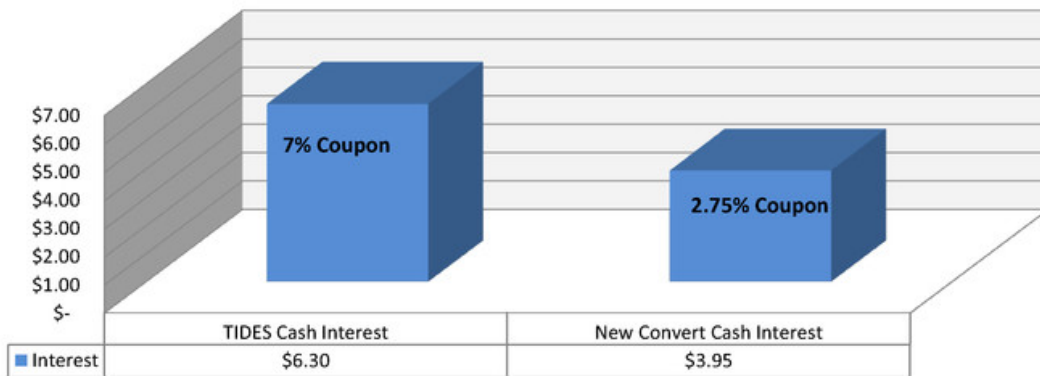 $7.00
$6.00
$5.00
$4.00
$3.00
$2.00
$1.00
$-
7% Coupon
2.75% Coupon
TIDES Cash Interest New Convert Cash Interest
Interest $6.30 $3.95